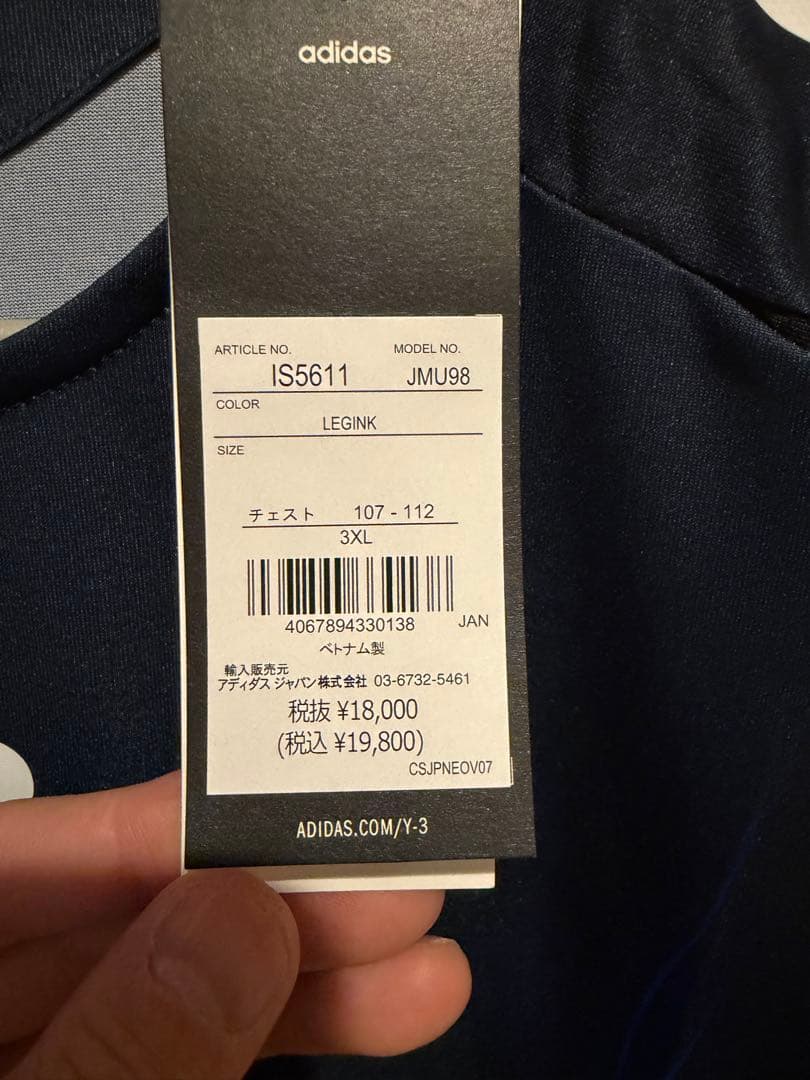 adidas
ARTICLE NO. MODEL NO.
IS5611 JMU98
COLOR
LEGINK
SIZE
チェスト 107 - 112
3XL
4067894330138 JAN
ベトナム製
輸入販売元
アディダス ジャパン株式会社 03-6732-5461
税抜 ¥18,000
(税込 ¥19,800)
CSJPNEOV07
ADIDAS.COM/Y-3